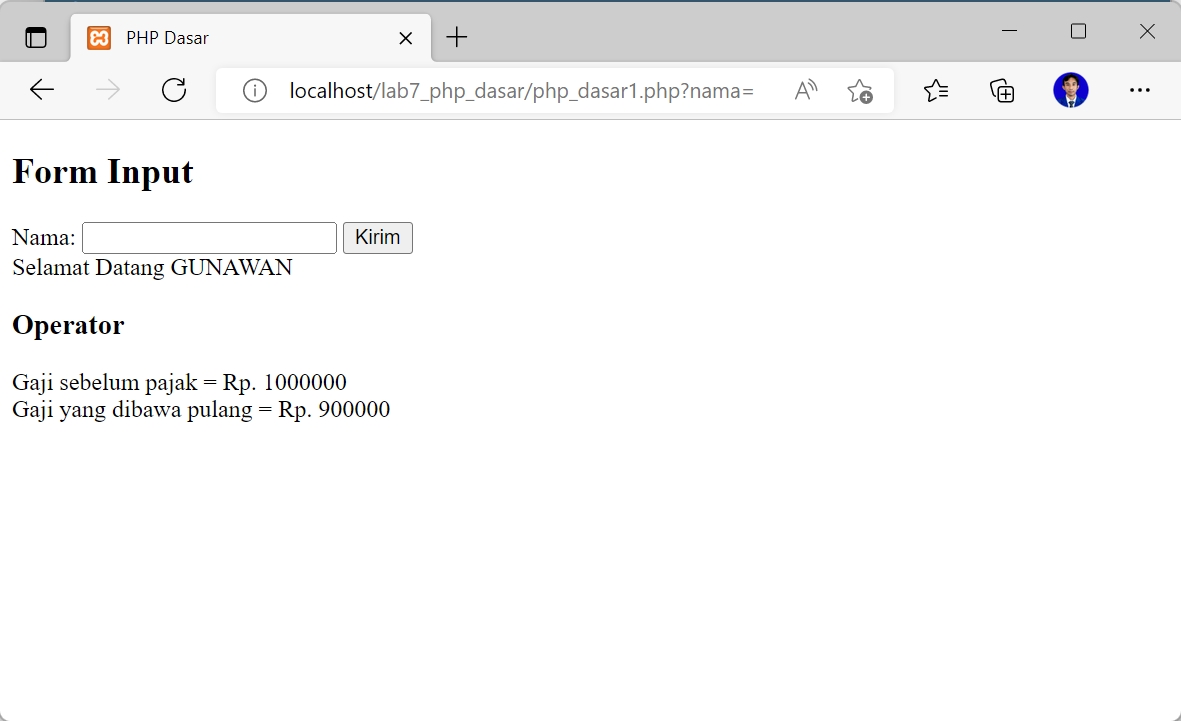 PHP Dasar
localhost/lab7_php_dasar/php_dasar1.php?nama=
Form Input
Nama: Kirim
Selamat Datang GUNAWAN
Operator
Gaji sebelum pajak = Rp. 1000000
Gaji yang dibawa pulang = Rp. 900000